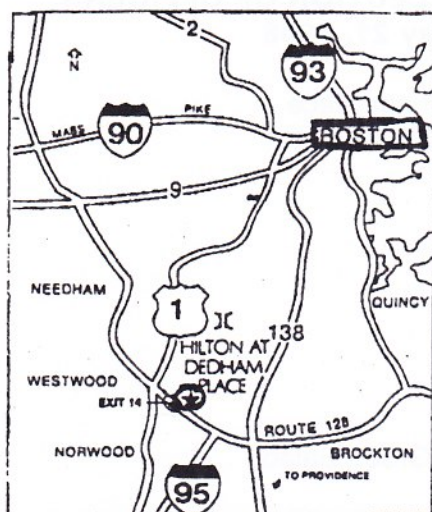 2
93
N
MASS
90
PIKE
BOSTON
9
NEEDHAM
1
QUINCY
138
HILTON AT
DEDHAM
PLACE
WESTWOOD
EXIT 14
ROUTE 128
NORWOOD
BROCKTON
TO PROVIDENCE
95